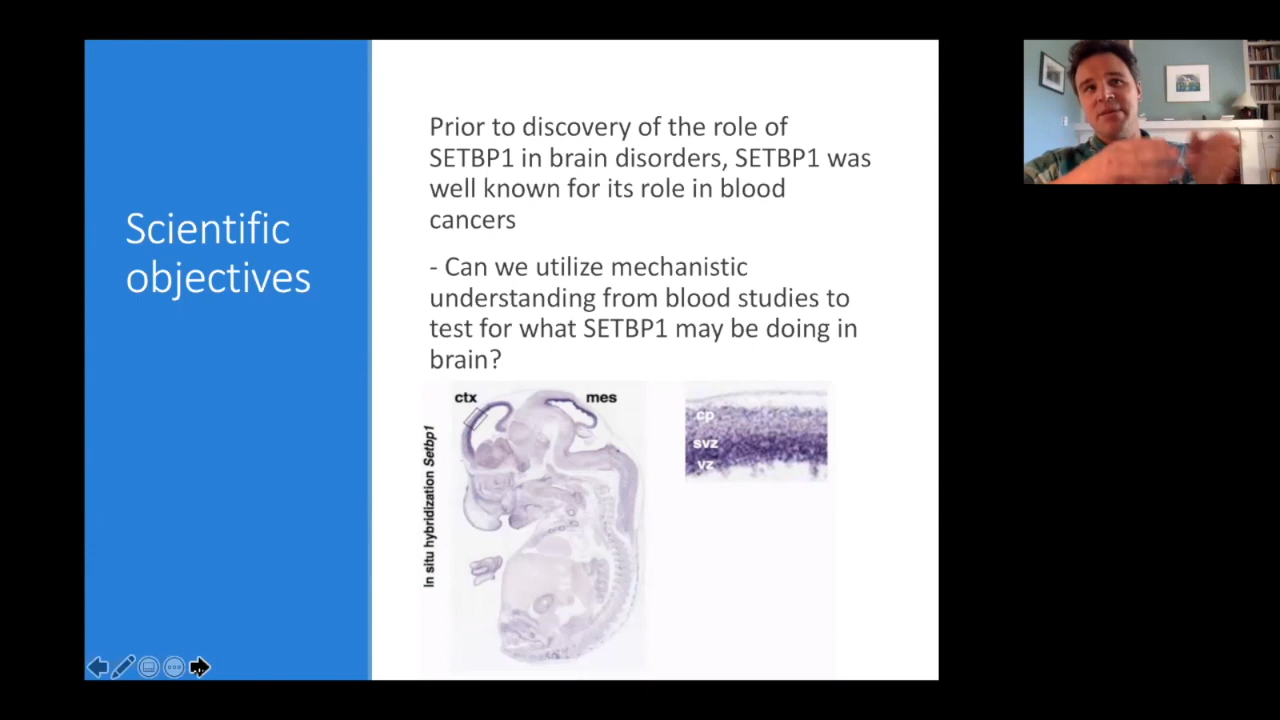 Scientific
objectives
Prior to discovery of the role of
SETBP1 in brain disorders, SETBP1 was
well known for its role in blood
cancers
- Can we utilize mechanistic
understanding from blood studies to
test for what SETBP1 may be doing in
brain?
In situ hybridization Setbp1
ctx
mes
cp
svz
vz